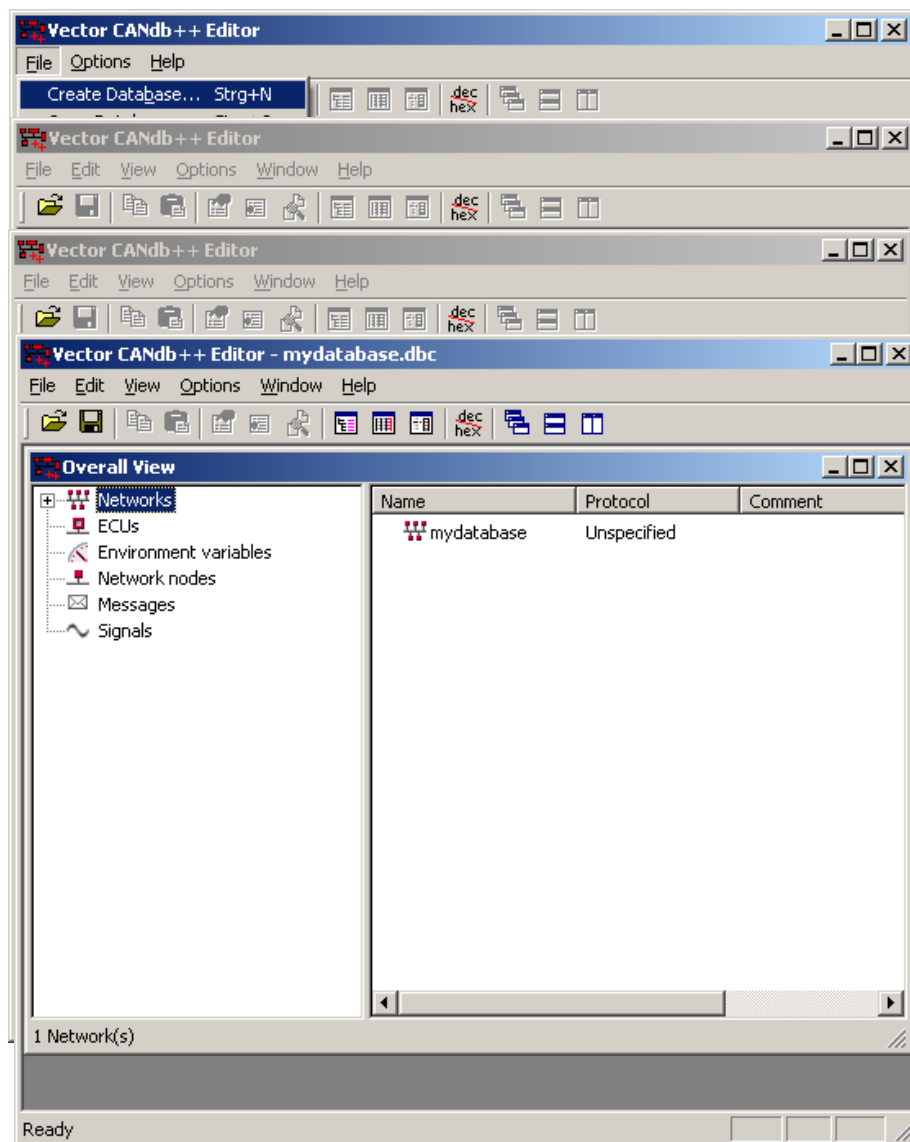 Vector CANdb++ Editor
File Options Help
Create Database... Strg+N
dec
hex
Vector CANdb++ Editor
File Edit View Options Window Help
dec
hex
Vector CANdb++ Editor
File Edit View Options Window Help
dec
hex
Vector CANdb++ Editor - mydatabase.dbc
File Edit View Options Window Help
dec
hex
Overall View
Networks
ECUs
Environment variables
Network nodes
Messages
Signals
Name Protocol Comment
mydatabase Unspecified
1 Network(s)
Ready